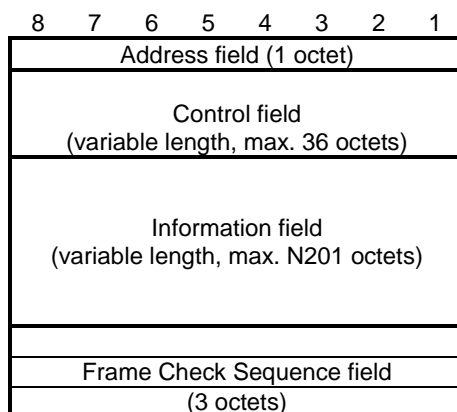 8 7 6 5 4 3 2 1
Address field (1 octet)
Control field
(variable length, max. 36 octets)
Information field
(variable length, max. N201 octets)
Frame Check Sequence field
(3 octets)